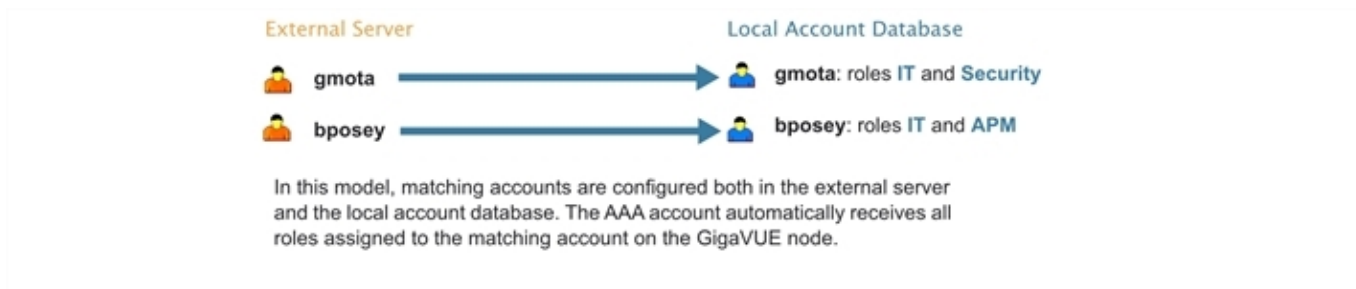 External Server Local Account Database
gmota gmota: roles IT and Security
bposey bposey: roles IT and APM
In this model, matching accounts are configured both in the external server
and the local account database. The AAA account automatically receives all
roles assigned to the matching account on the GigaVUE node.